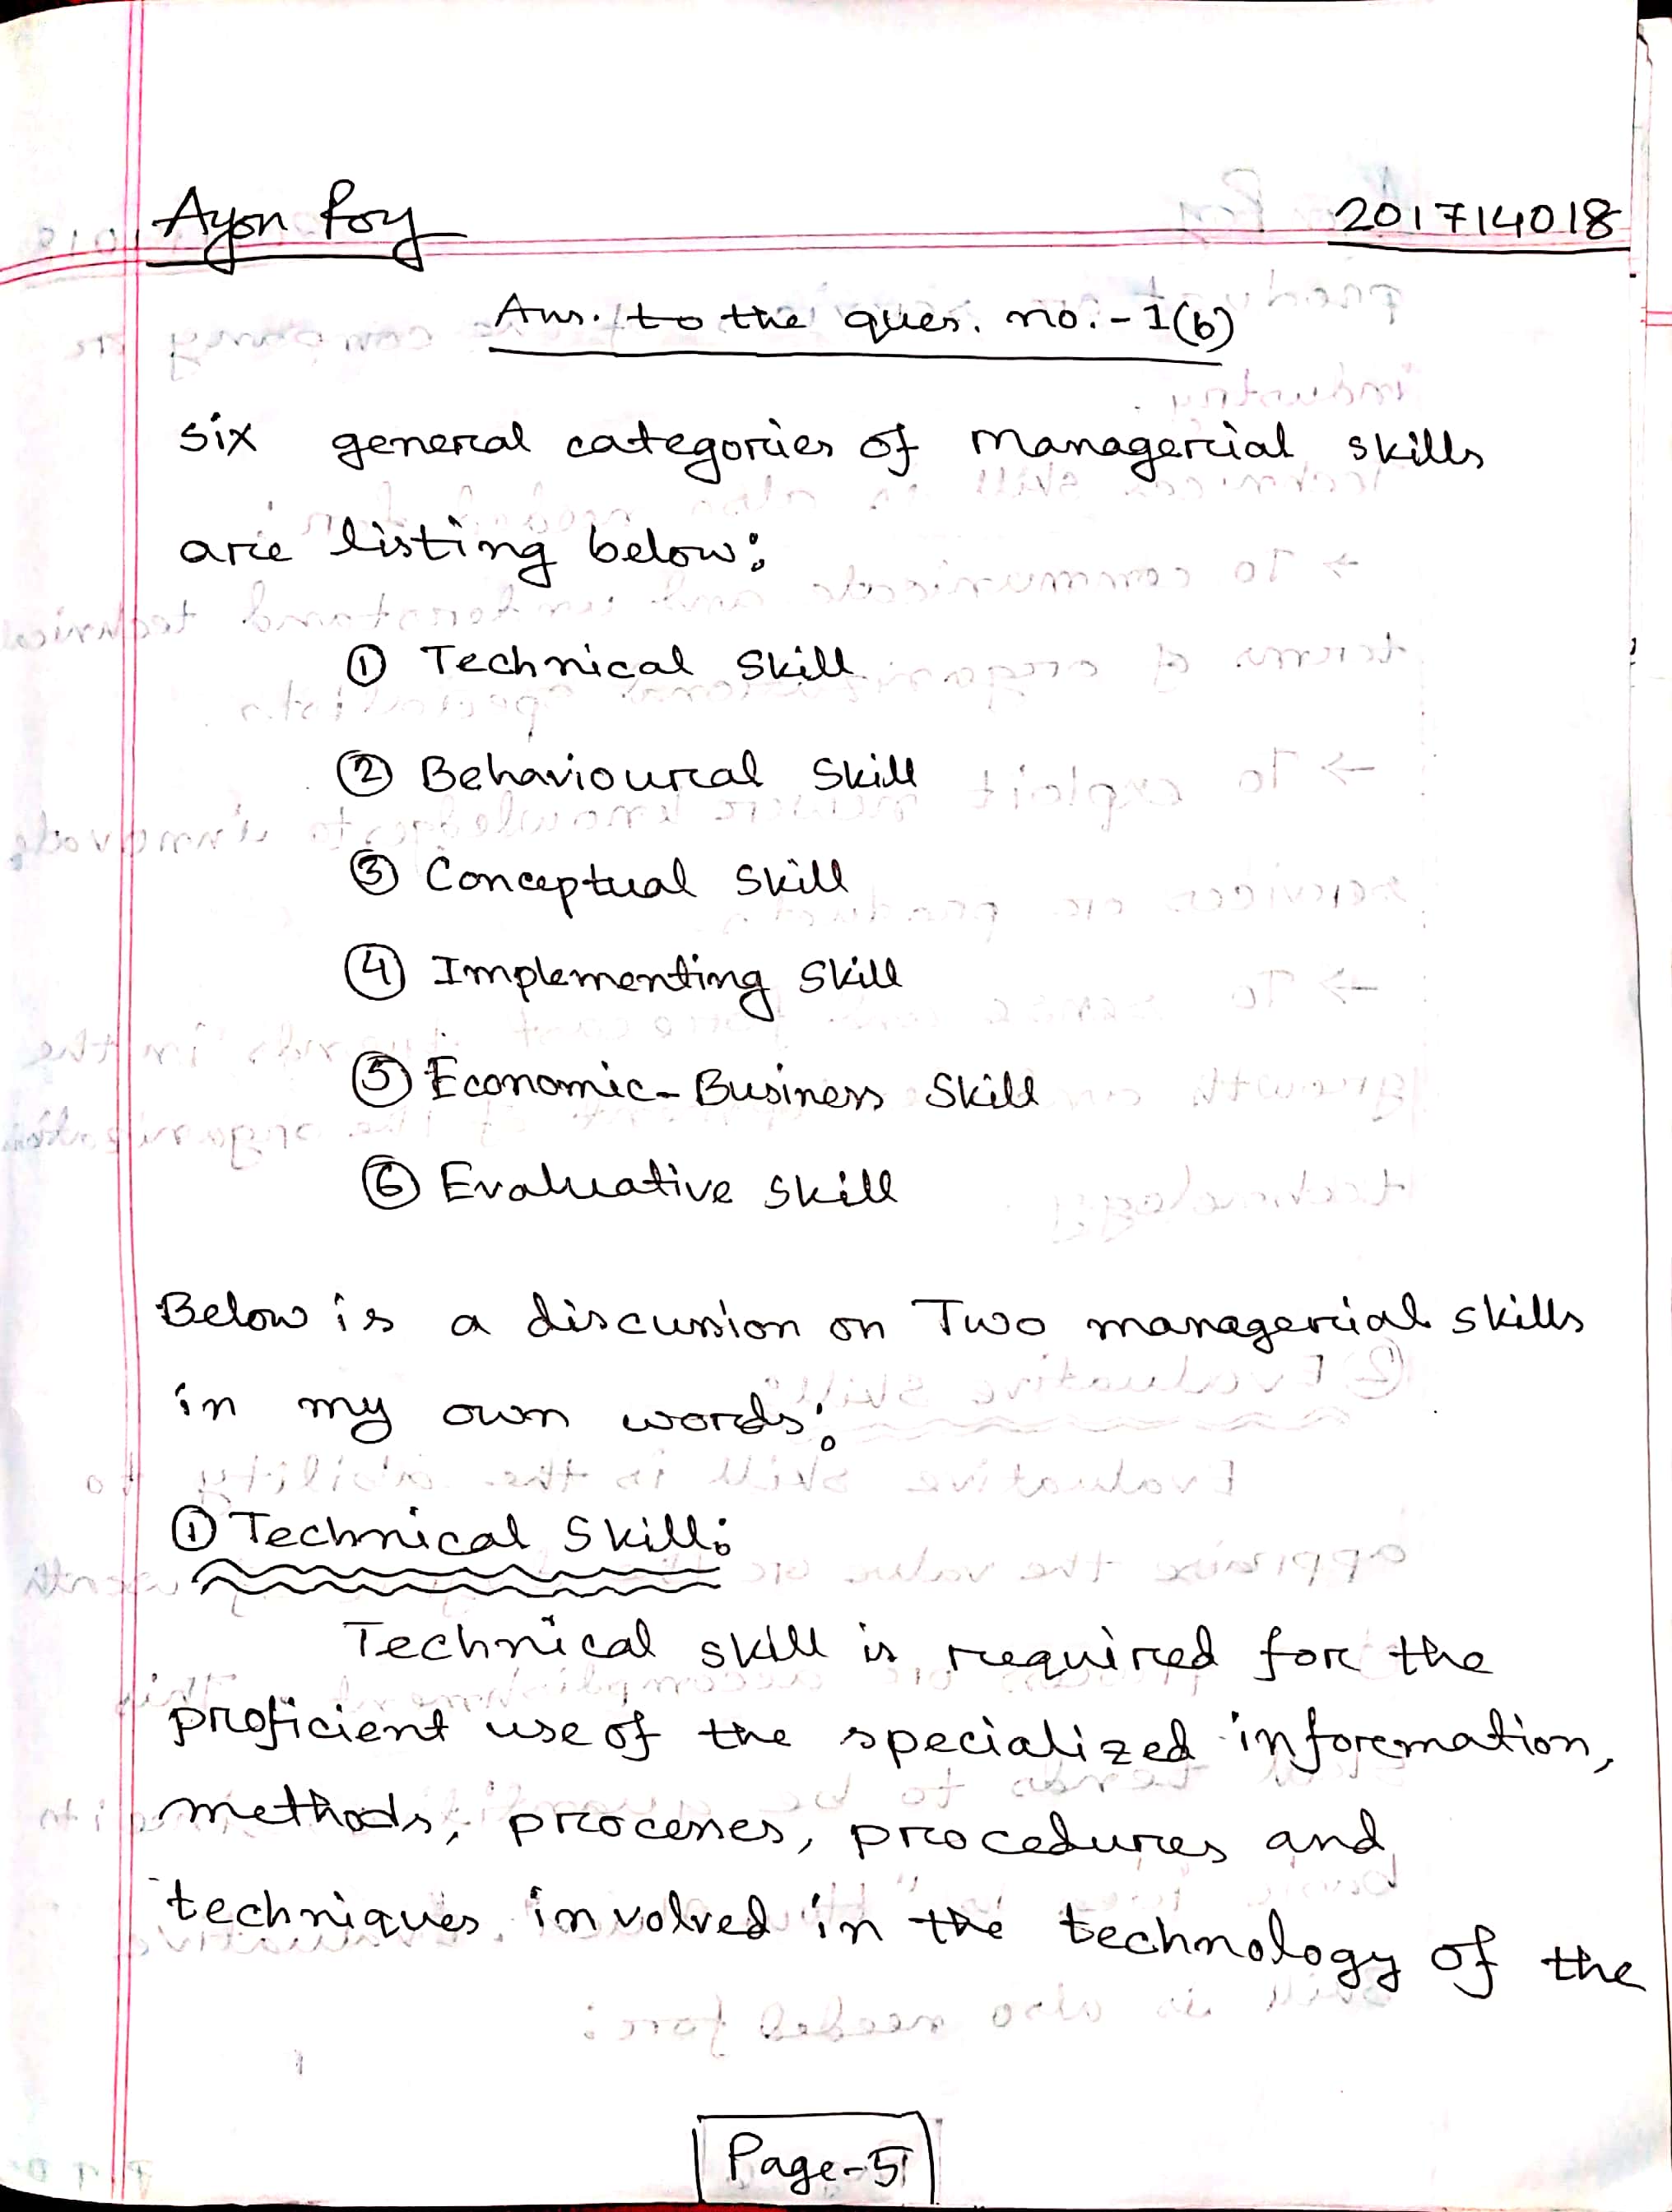 Ayon Roy 201714018
Ans. to the ques. no. - 1(b)
six general categories of managerial skills
are listing below:
① Technical Skill
② Behavioural Skill
③ Conceptual Skill
④ Implementing Skill
⑤ Economic-Business Skill
⑥ Evaluative Skill
Below is a discussion on Two managerial skills
in my own words:
① Technical Skill:
Technical skill is required for the
proficient use of the specialized information,
methods, processes, procedures and
techniques involved in the technology of the
Page-5